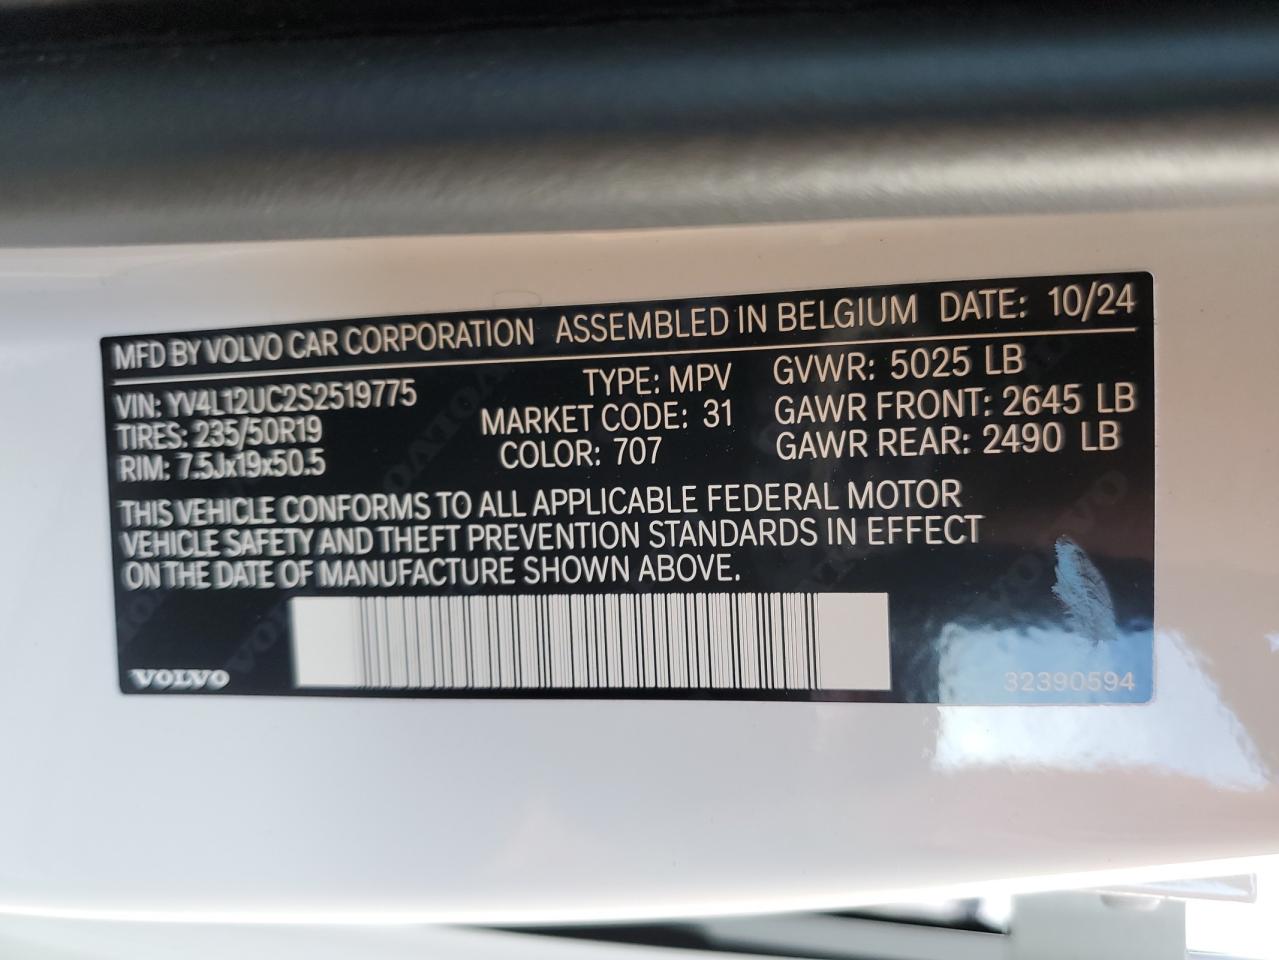 MFD BY VOLVO CAR CORPORATION ASSEMBLED IN BELGIUM DATE: 10/24
VIN: YV4L12UC2S2519775 TYPE: MPV GVWR: 5025 LB
TIRES: 235/50R19 MARKET CODE: 31 GAWR FRONT: 2645 LB
RIM: 7.5Jx19x50.5 COLOR: 707 GAWR REAR: 2490 LB
THIS VEHICLE CONFORMS TO ALL APPLICABLE FEDERAL MOTOR
VEHICLE SAFETY AND THEFT PREVENTION STANDARDS IN EFFECT
ON THE DATE OF MANUFACTURE SHOWN ABOVE.
VOLVO 32390594